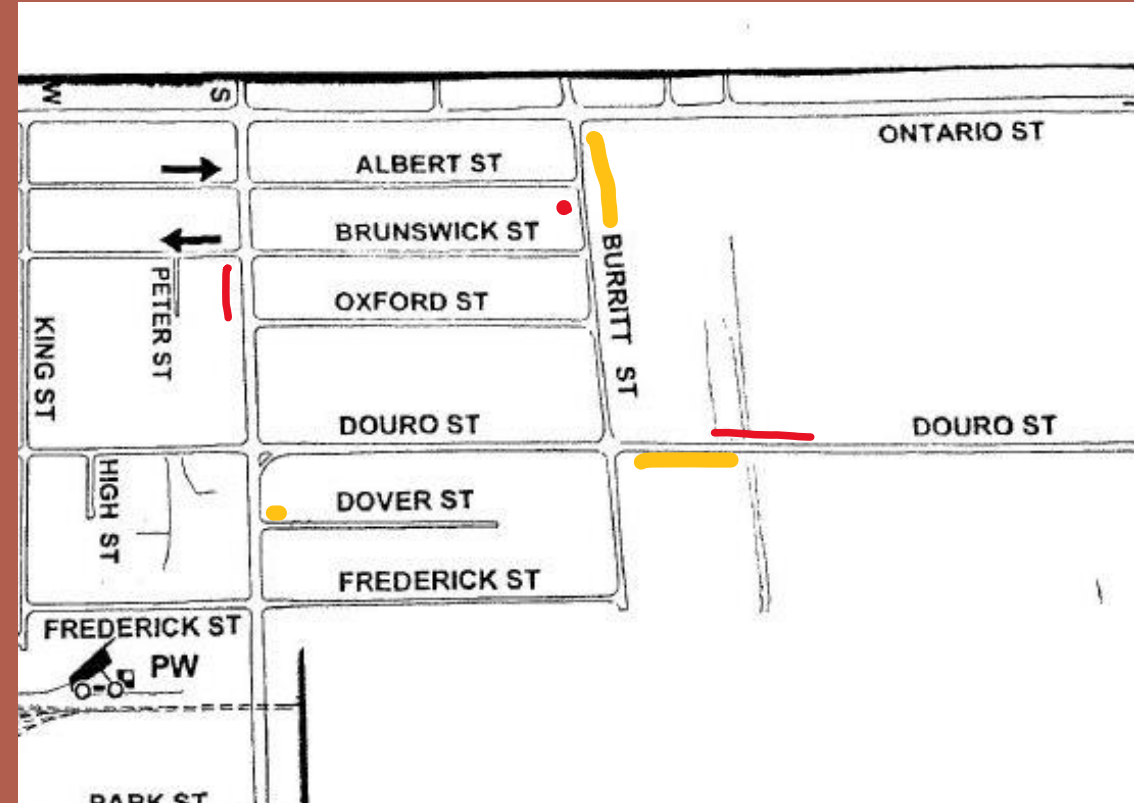 W
S
ONTARIO ST
ALBERT ST
BRUNSWICK ST
BURRITT ST
PETER ST
OXFORD ST
KING ST
DOURO ST
DOURO ST
HIGH ST
DOVER ST
FREDERICK ST
FREDERICK ST
PW
PARK ST